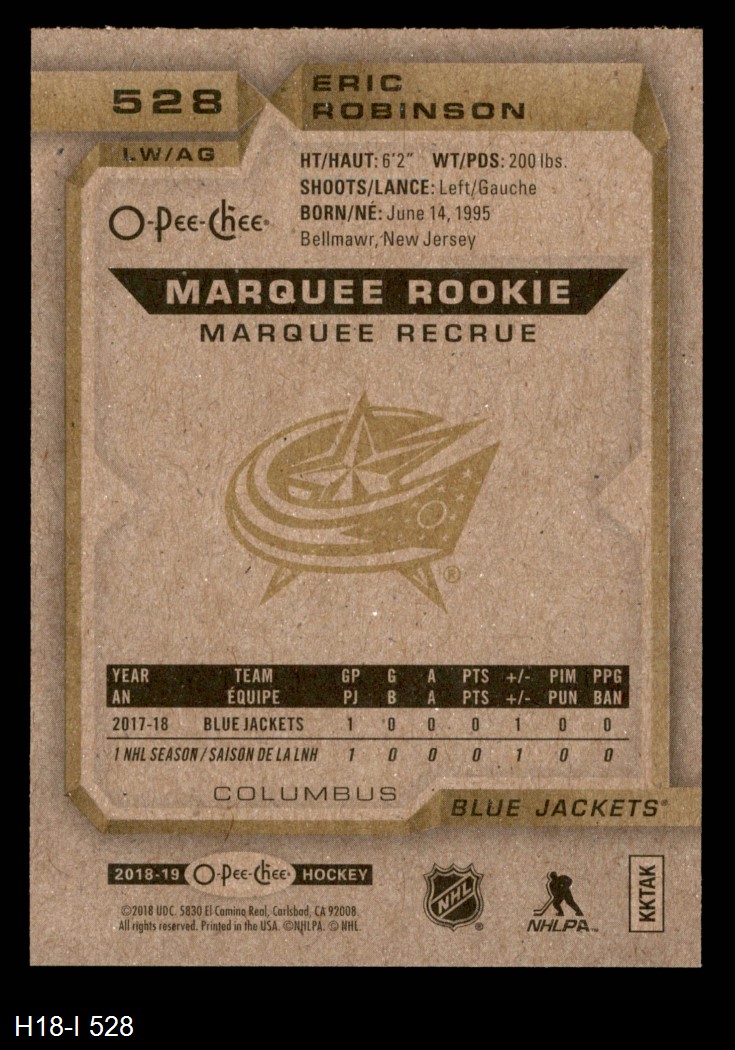 528
ERIC
ROBINSON
LW/AG
HT/HAUT: 6'2" WT/PDS: 200 lbs.
SHOOTS/LANCE: Left/Gauche
BORN/NÉ: June 14, 1995
Bellmawr, New Jersey
O-Pee-Chee®
MARQUEE ROOKIE
MARQUEE RECRUE
®
YEAR TEAM GP G A PTS +/- PIM PPG
AN ÉQUIPE PJ B A PTS +/- PUN BAN
2017-18 BLUE JACKETS 1 0 0 0 1 0 0
1 NHL SEASON / SAISON DE LA LNH 1 0 0 0 1 0 0
COLUMBUS
BLUE JACKETS®
2018-19 O-Pee-Chee® HOCKEY
©2018 UDC. 5830 El Camino Real, Carlsbad, CA 92008.
All rights reserved. Printed in the USA. ©NHLPA. © NHL.
NHL®
NHLPA™
KKTAK
H18-I 528